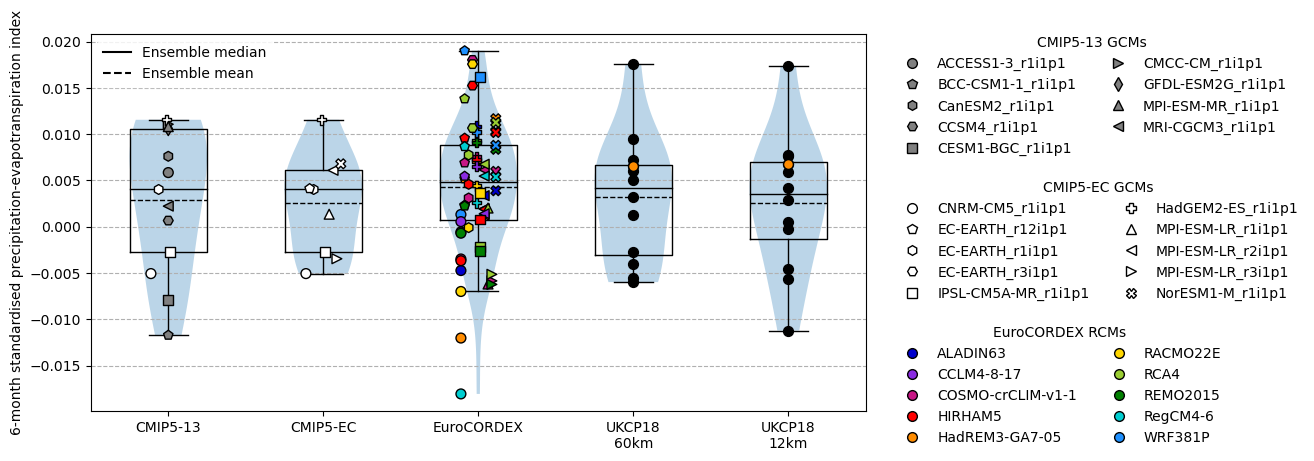 6-month standardised precipitation-evapotranspiration index
0.020
0.015
0.010
0.005
0.000
−0.005
−0.010
−0.015
Ensemble median
Ensemble mean
CMIP5-13
CMIP5-EC
EuroCORDEX
UKCP18
60km
UKCP18
12km
CMIP5-13 GCMs
ACCESS1-3_r1i1p1
BCC-CSM1-1_r1i1p1
CanESM2_r1i1p1
CCSM4_r1i1p1
CESM1-BGC_r1i1p1
CMCC-CM_r1i1p1
GFDL-ESM2G_r1i1p1
MPI-ESM-MR_r1i1p1
MRI-CGCM3_r1i1p1
CMIP5-EC GCMs
CNRM-CM5_r1i1p1
EC-EARTH_r12i1p1
EC-EARTH_r1i1p1
EC-EARTH_r3i1p1
IPSL-CM5A-MR_r1i1p1
HadGEM2-ES_r1i1p1
MPI-ESM-LR_r1i1p1
MPI-ESM-LR_r2i1p1
MPI-ESM-LR_r3i1p1
NorESM1-M_r1i1p1
EuroCORDEX RCMs
ALADIN63
CCLM4-8-17
COSMO-crCLIM-v1-1
HIRHAM5
HadREM3-GA7-05
RACMO22E
RCA4
REMO2015
RegCM4-6
WRF381P